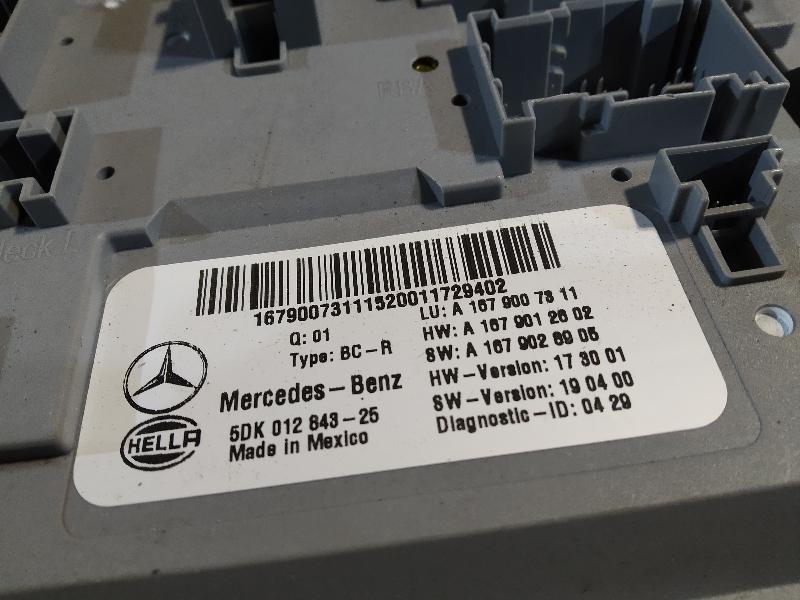 16790073111520011729402
Q: 01
Type: BC-R
Mercedes-Benz
HELLA
5DK 012 843-25
Made in Mexico
LU: A 167 900 73 11
HW: A 167 901 26 02
SW: A 167 902 89 05
HW-Version: 17 30 01
SW-Version: 19 04 00
Diagnostic-ID: 04 29